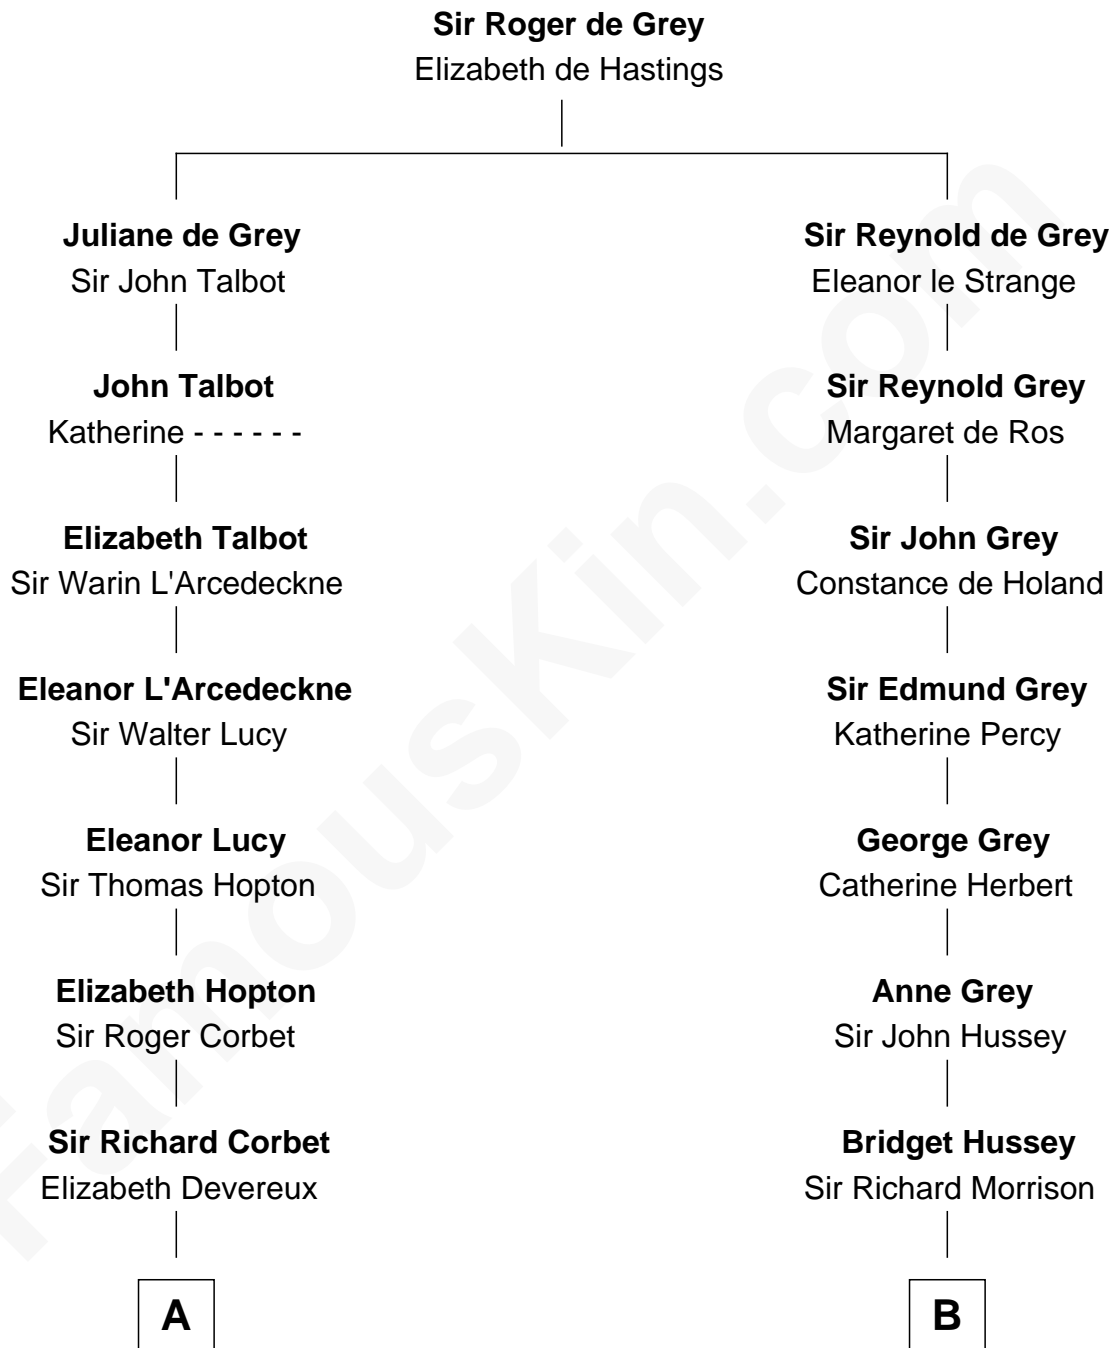 Sir Roger de Grey
Elizabeth de Hastings
Juliane de Grey
Sir John Talbot
Sir Reynold de Grey
Eleanor le Strange
John Talbot
Katherine - - - - - -
Sir Reynold Grey
Margaret de Ros
Elizabeth Talbot
Sir Warin L'Arcedeckne
Sir John Grey
Constance de Holand
Eleanor L'Arcedeckne
Sir Walter Lucy
Sir Edmund Grey
Katherine Percy
Eleanor Lucy
Sir Thomas Hopton
George Grey
Catherine Herbert
Elizabeth Hopton
Sir Roger Corbet
Anne Grey
Sir John Hussey
Sir Richard Corbet
Elizabeth Devereux
Bridget Hussey
Sir Richard Morrison
A
B
FamousKin.com